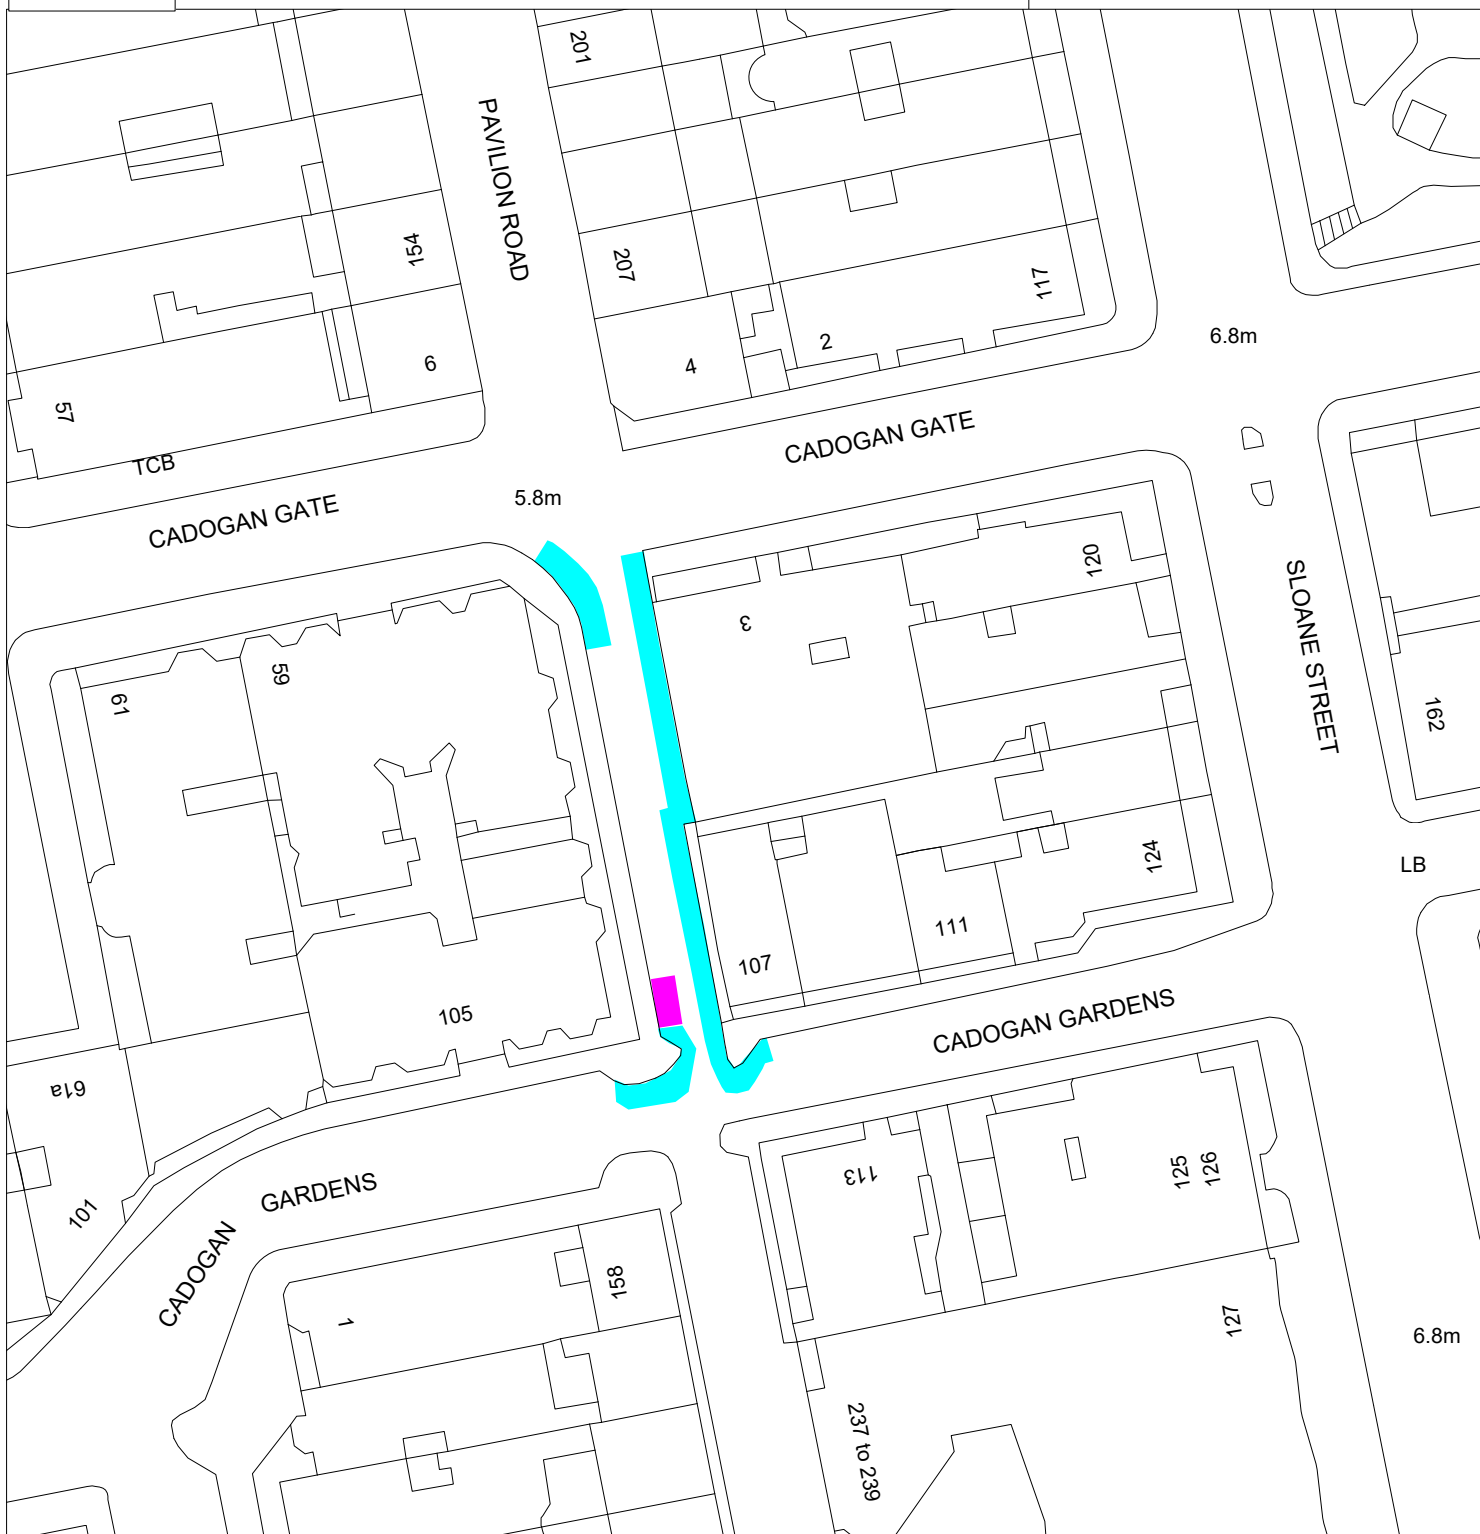 201
PAVILION ROAD
154
207
117
6
4
2
6.8m
57
TCB
CADOGAN GATE
CADOGAN GATE
5.8m
120
3
SLOANE STREET
59
61
162
124
LB
111
107
105
CADOGAN GARDENS
61a
113
125
126
101
GARDENS
CADOGAN
158
1
127
6.8m
237 to 239